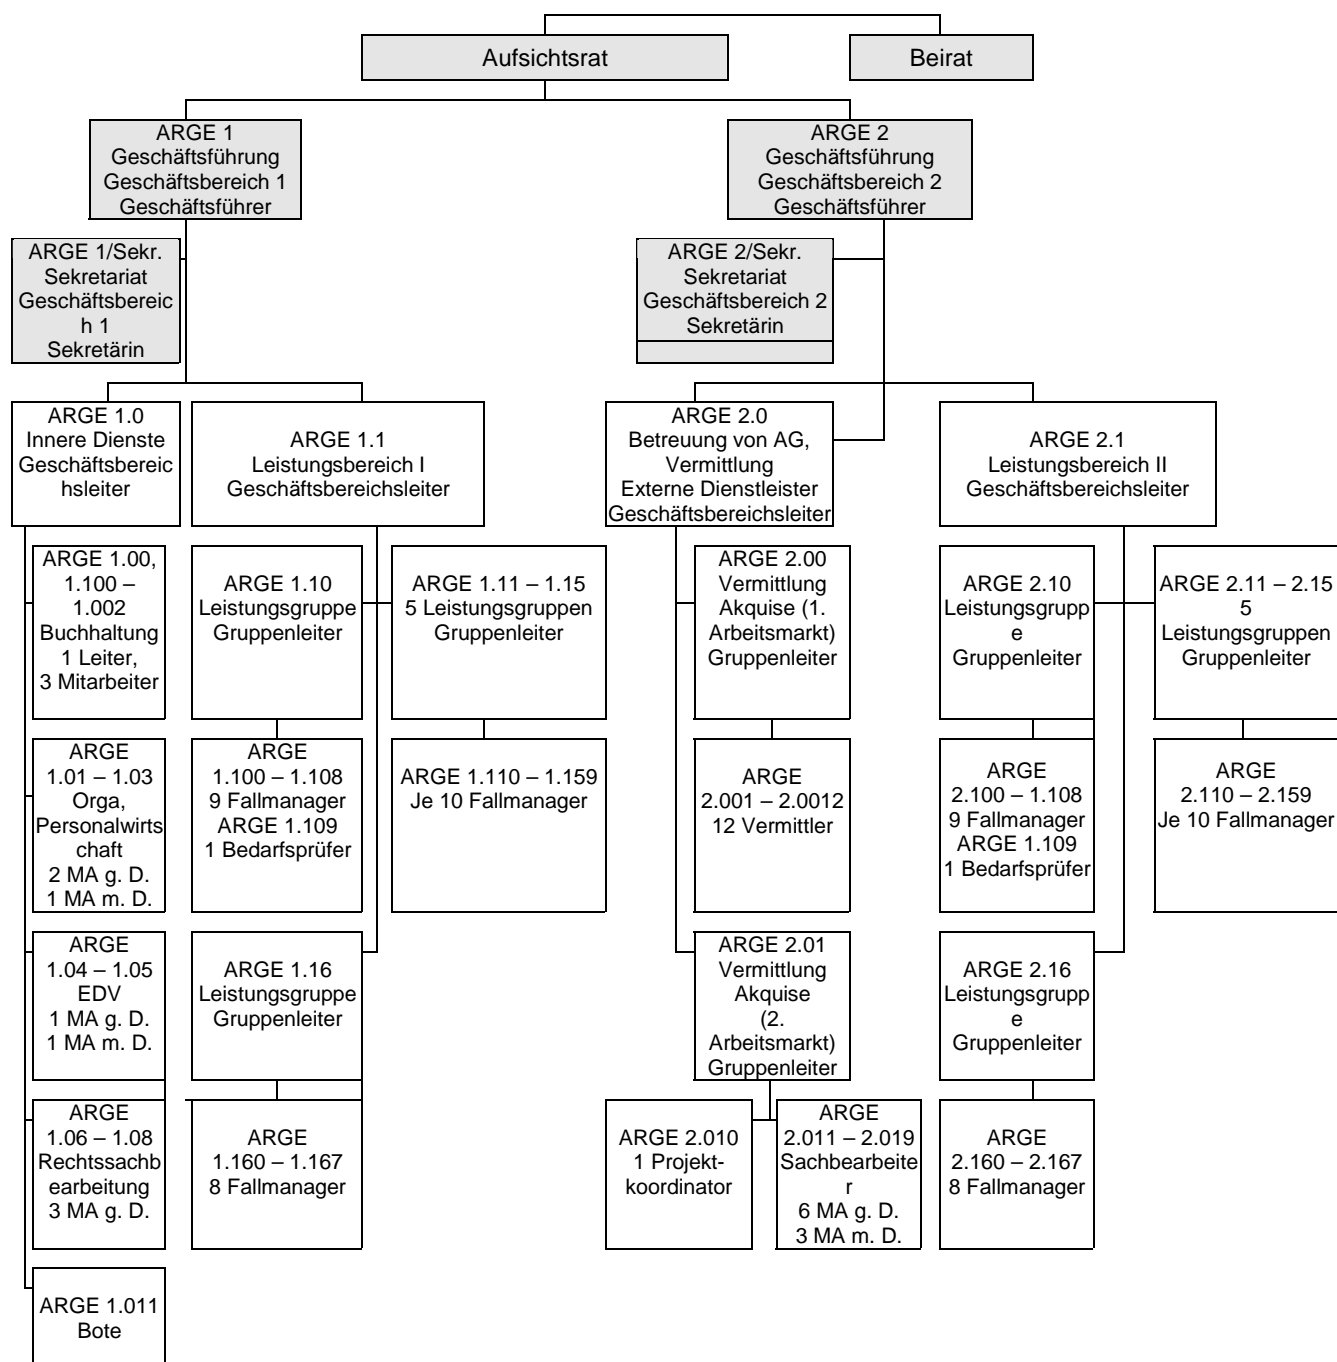 Aufsichtsrat
Beirat
ARGE 1
Geschäftsführung
Geschäftsbereich 1
Geschäftsführer
ARGE 2
Geschäftsführung
Geschäftsbereich 2
Geschäftsführer
ARGE 1/Sekr.
Sekretariat
Geschäftsbereic
h 1
Sekretärin
ARGE 2/Sekr.
Sekretariat
Geschäftsbereich 2
Sekretärin
ARGE 1.0
Innere Dienste
Geschäftsbereic
hsleiter
ARGE 1.1
Leistungsbereich I
Geschäftsbereichsleiter
ARGE 2.0
Betreuung von AG,
Vermittlung
Externe Dienstleister
Geschäftsbereichsleiter
ARGE 2.1
Leistungsbereich II
Geschäftsbereichsleiter
ARGE 1.00,
1.100 –
1.002
Buchhaltung
1 Leiter,
3 Mitarbeiter
ARGE 1.10
Leistungsgruppe
Gruppenleiter
ARGE 1.11 – 1.15
5 Leistungsgruppen
Gruppenleiter
ARGE 2.00
Vermittlung
Akquise (1.
Arbeitsmarkt)
Gruppenleiter
ARGE 2.10
Leistungsgrupp
e
Gruppenleiter
ARGE 2.11 – 2.15
5
Leistungsgruppen
Gruppenleiter
ARGE
1.01 – 1.03
Orga,
Personalwirts
chaft
2 MA g. D.
1 MA m. D.
ARGE
1.100 – 1.108
9 Fallmanager
ARGE 1.109
1 Bedarfsprüfer
ARGE 1.110 – 1.159
Je 10 Fallmanager
ARGE
2.001 – 2.0012
12 Vermittler
ARGE
2.100 – 1.108
9 Fallmanager
ARGE 1.109
1 Bedarfsprüfer
ARGE
2.110 – 2.159
Je 10 Fallmanager
ARGE
1.04 – 1.05
EDV
1 MA g. D.
1 MA m. D.
ARGE 1.16
Leistungsgruppe
Gruppenleiter
ARGE 2.01
Vermittlung
Akquise
(2.
Arbeitsmarkt)
Gruppenleiter
ARGE 2.16
Leistungsgrupp
e
Gruppenleiter
ARGE
1.06 – 1.08
Rechtssachb
earbeitung
3 MA g. D.
ARGE
1.160 – 1.167
8 Fallmanager
ARGE 2.010
1 Projekt-
koordinator
ARGE
2.011 – 2.019
Sachbearbeite
r
6 MA g. D.
3 MA m. D.
ARGE
2.160 – 2.167
8 Fallmanager
ARGE 1.011
Bote